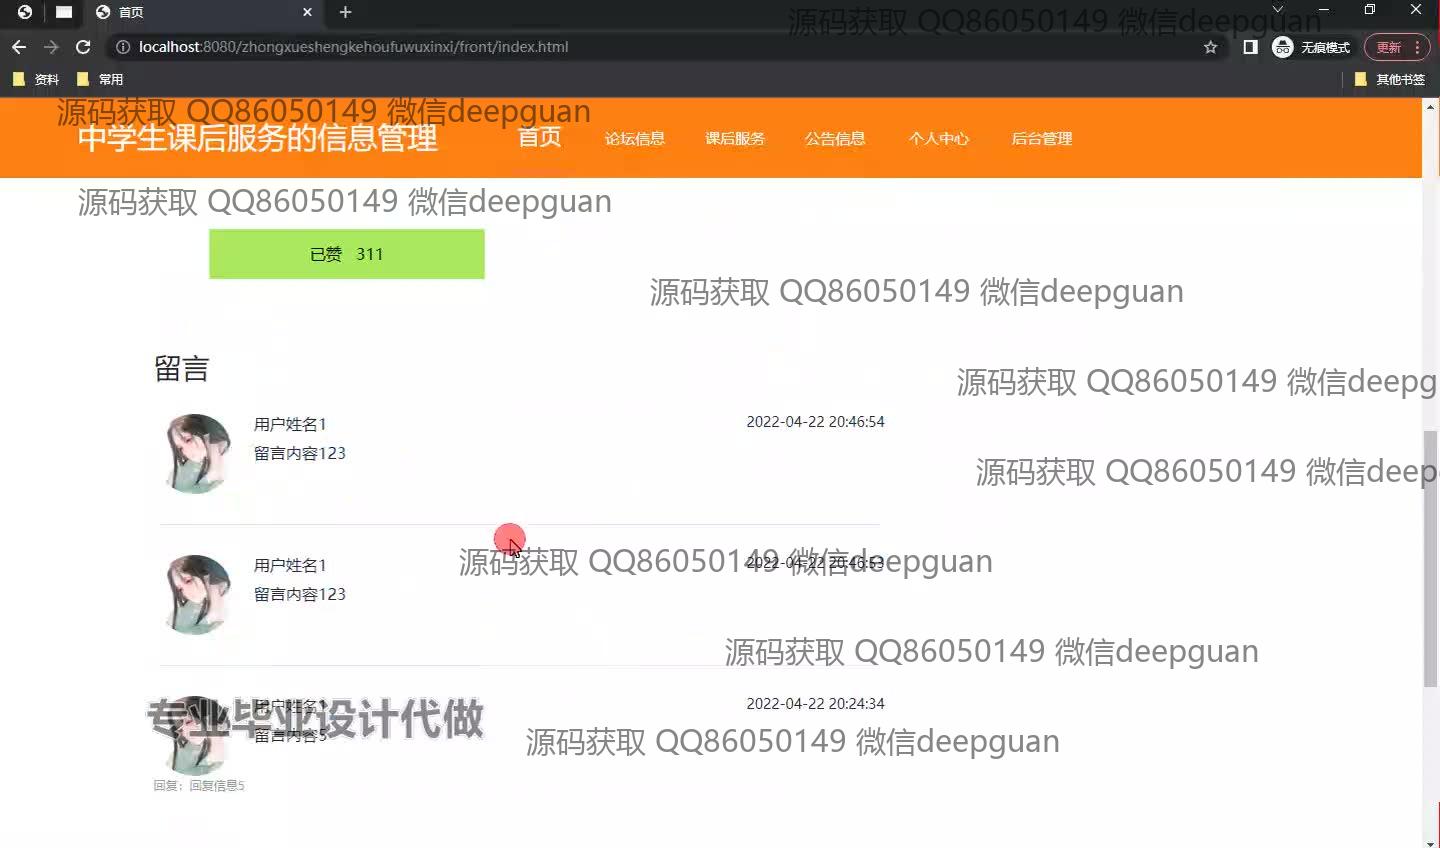 首页
源码获取 QQ86050149 微信deepguan
localhost:8080/zhongxueshengkehoufuwuxinxi/front/index.html
无痕模式
更新
资料
常用
其他书签
源码获取 QQ86050149 微信deepguan
中学生课后服务的信息管理
首页
论坛信息
课后服务
公告信息
个人中心
后台管理
源码获取 QQ86050149 微信deepguan
已赞 311
源码获取 QQ86050149 微信deepguan
留言
源码获取 QQ86050149 微信deepg
用户姓名1
2022-04-22 20:46:54
留言内容123
源码获取 QQ86050149 微信deep
用户姓名1
2022-04-22 20:46:53
源码获取 QQ86050149 微信deepguan
留言内容123
源码获取 QQ86050149 微信deepguan
用户姓名1
2022-04-22 20:24:34
专业毕业设计代做
留言内容5
源码获取 QQ86050149 微信deepguan
回复：回复信息5